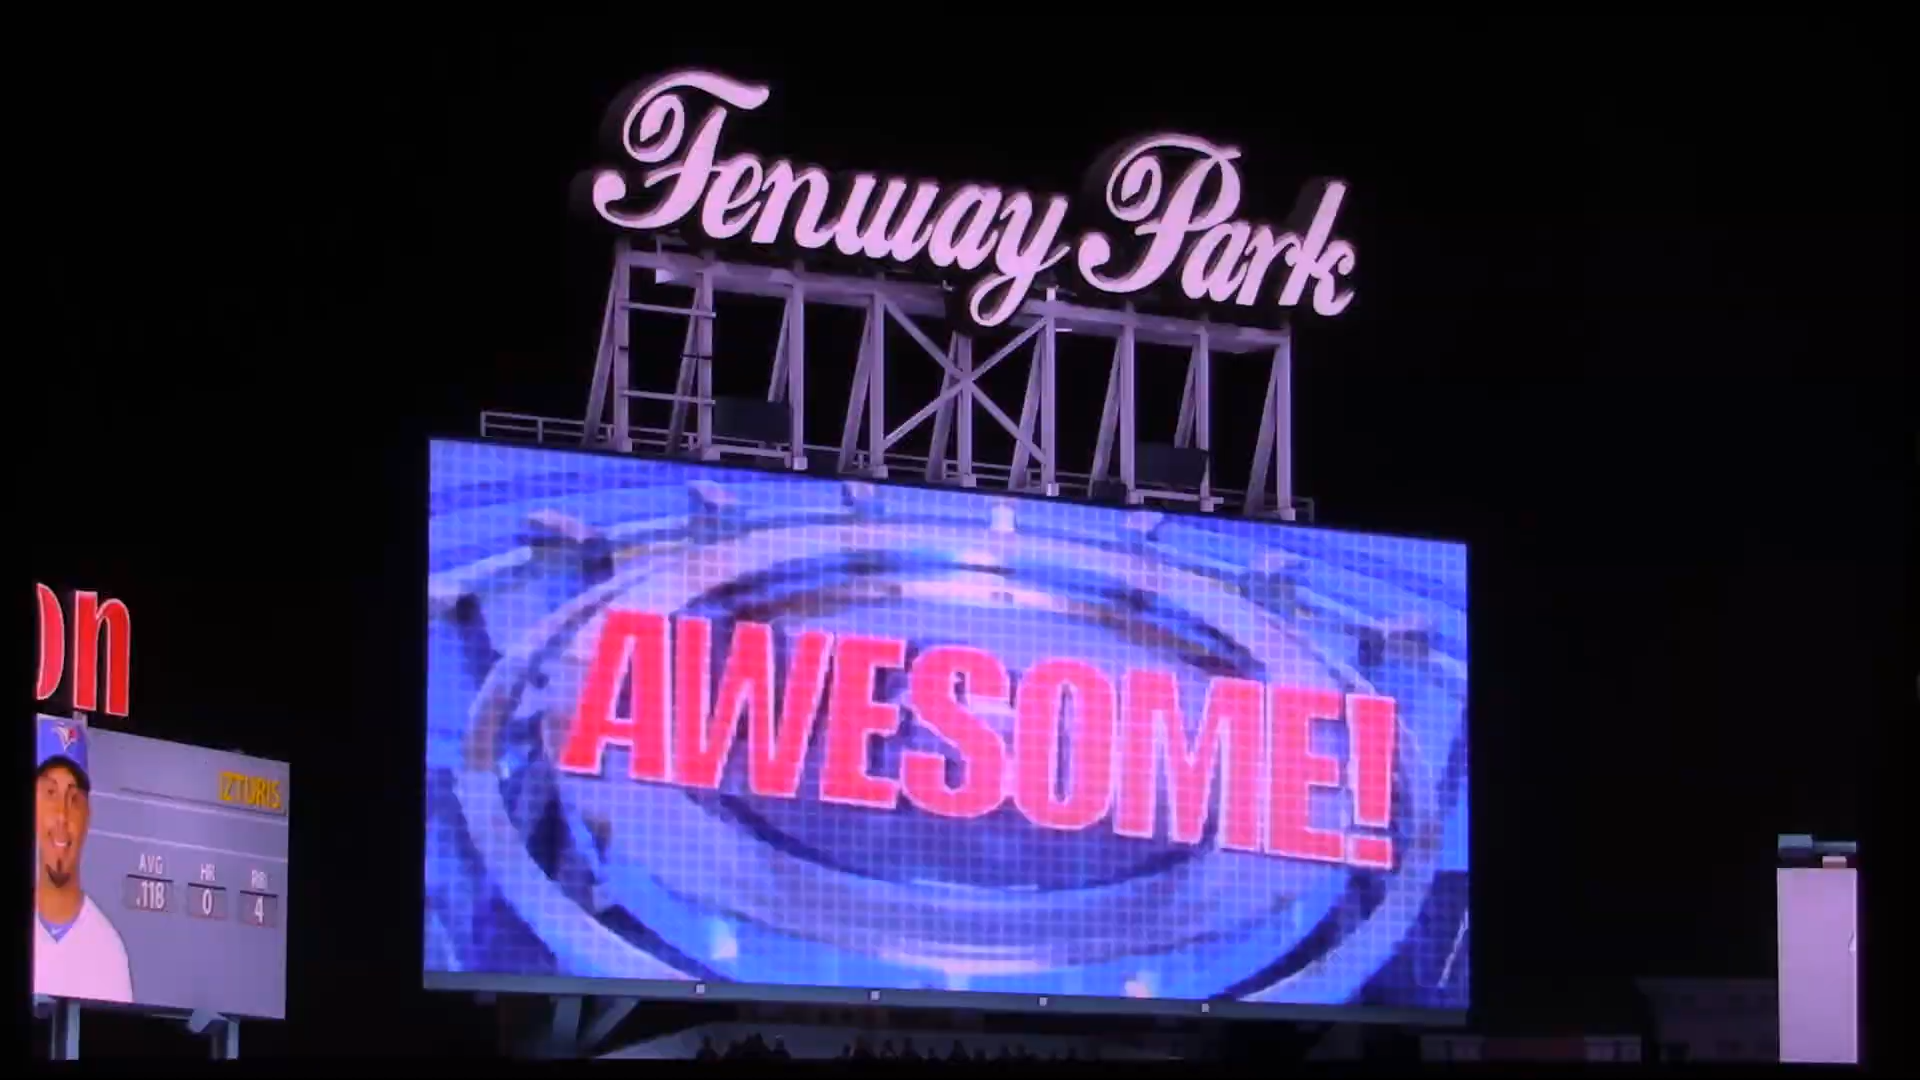 Fenway Park
AWESOME!
on
IZTURIS
AVG HR RBI
.118 0 4